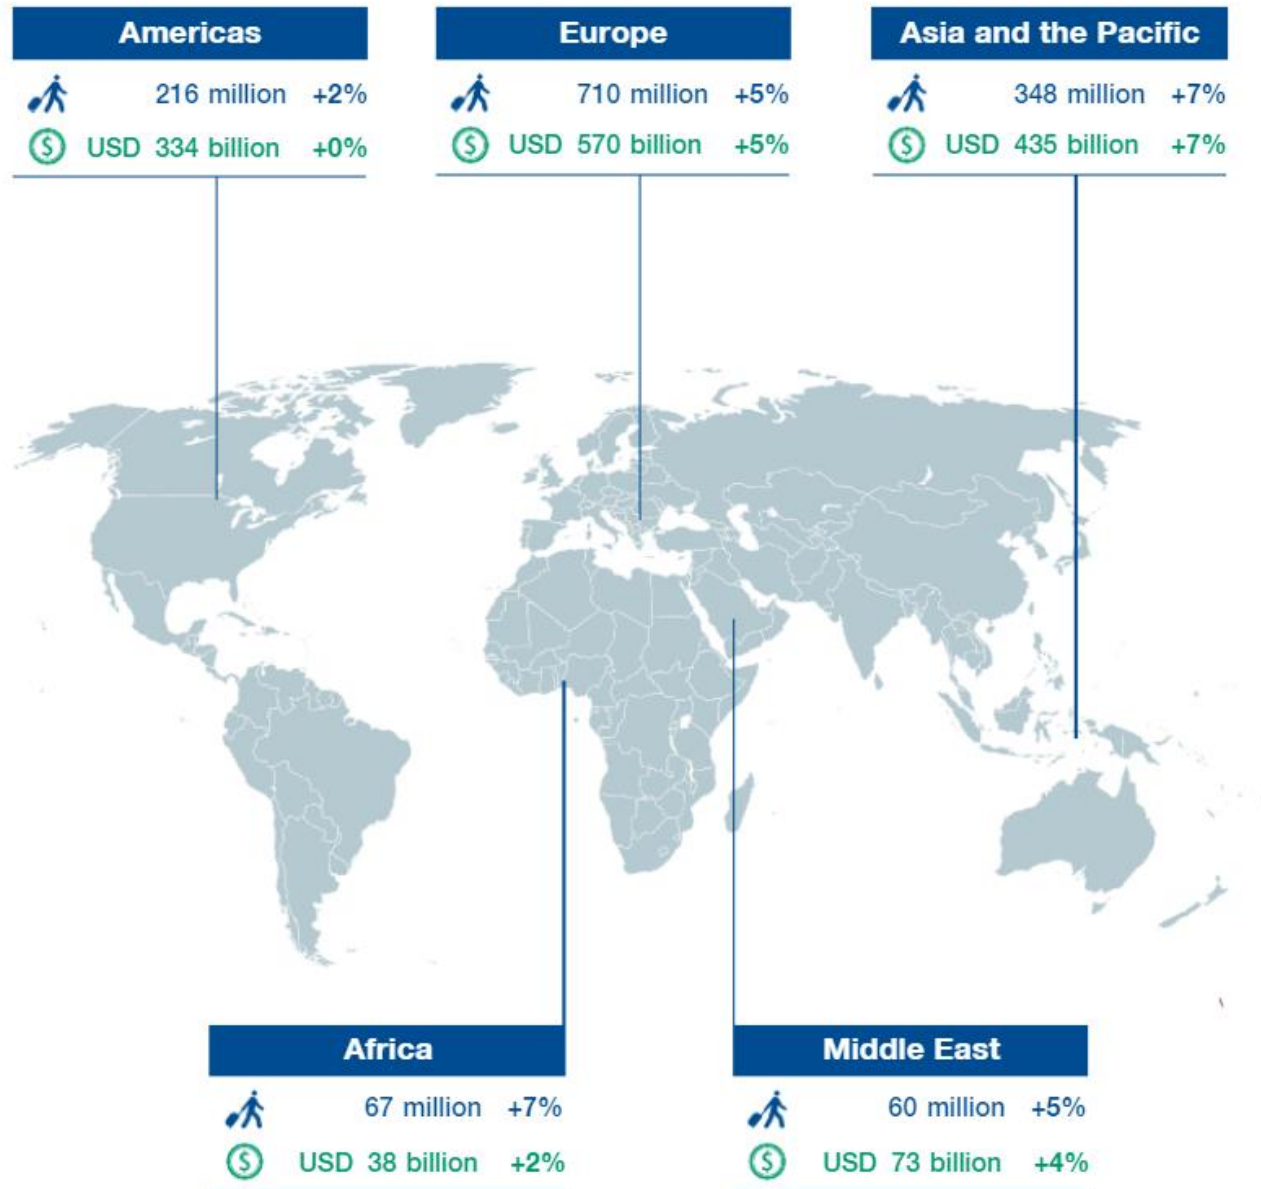 Americas
216 million +2%
$ USD 334 billion +0%
Europe
710 million +5%
$ USD 570 billion +5%
Asia and the Pacific
348 million +7%
$ USD 435 billion +7%
Africa
67 million +7%
$ USD 38 billion +2%
Middle East
60 million +5%
$ USD 73 billion +4%